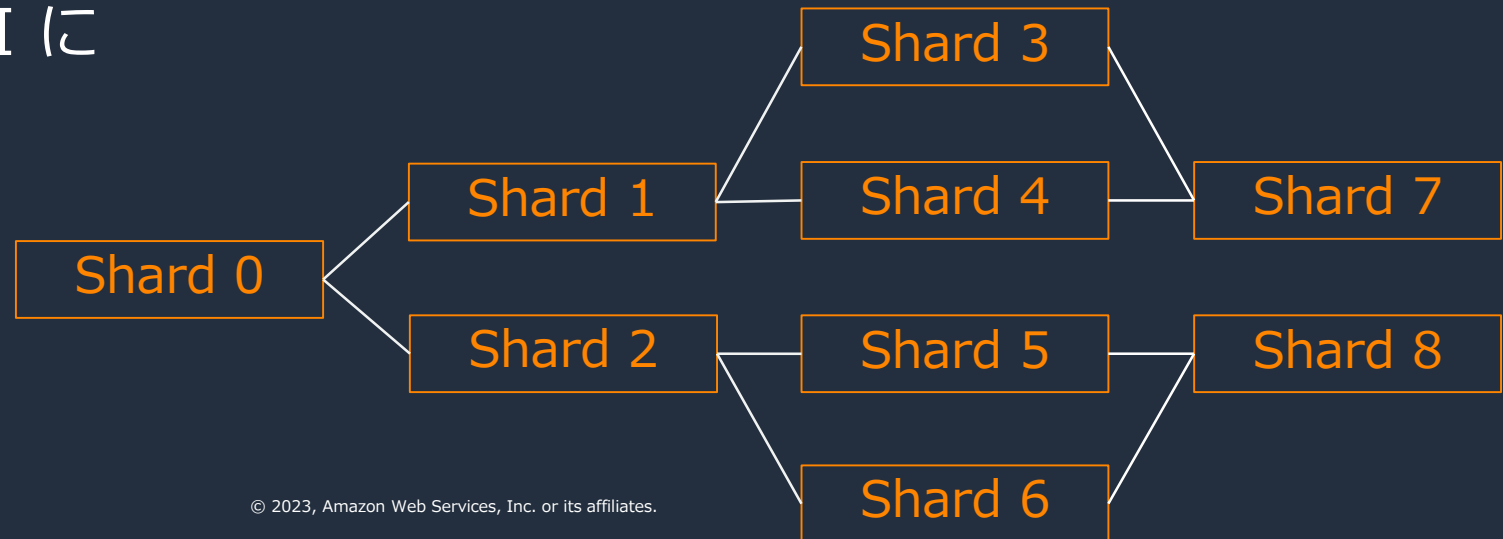 に
Shard 3
Shard 1
Shard 4
Shard 7
Shard 0
Shard 2
Shard 5
Shard 8
Shard 6
© 2023, Amazon Web Services, Inc. or its affiliates.